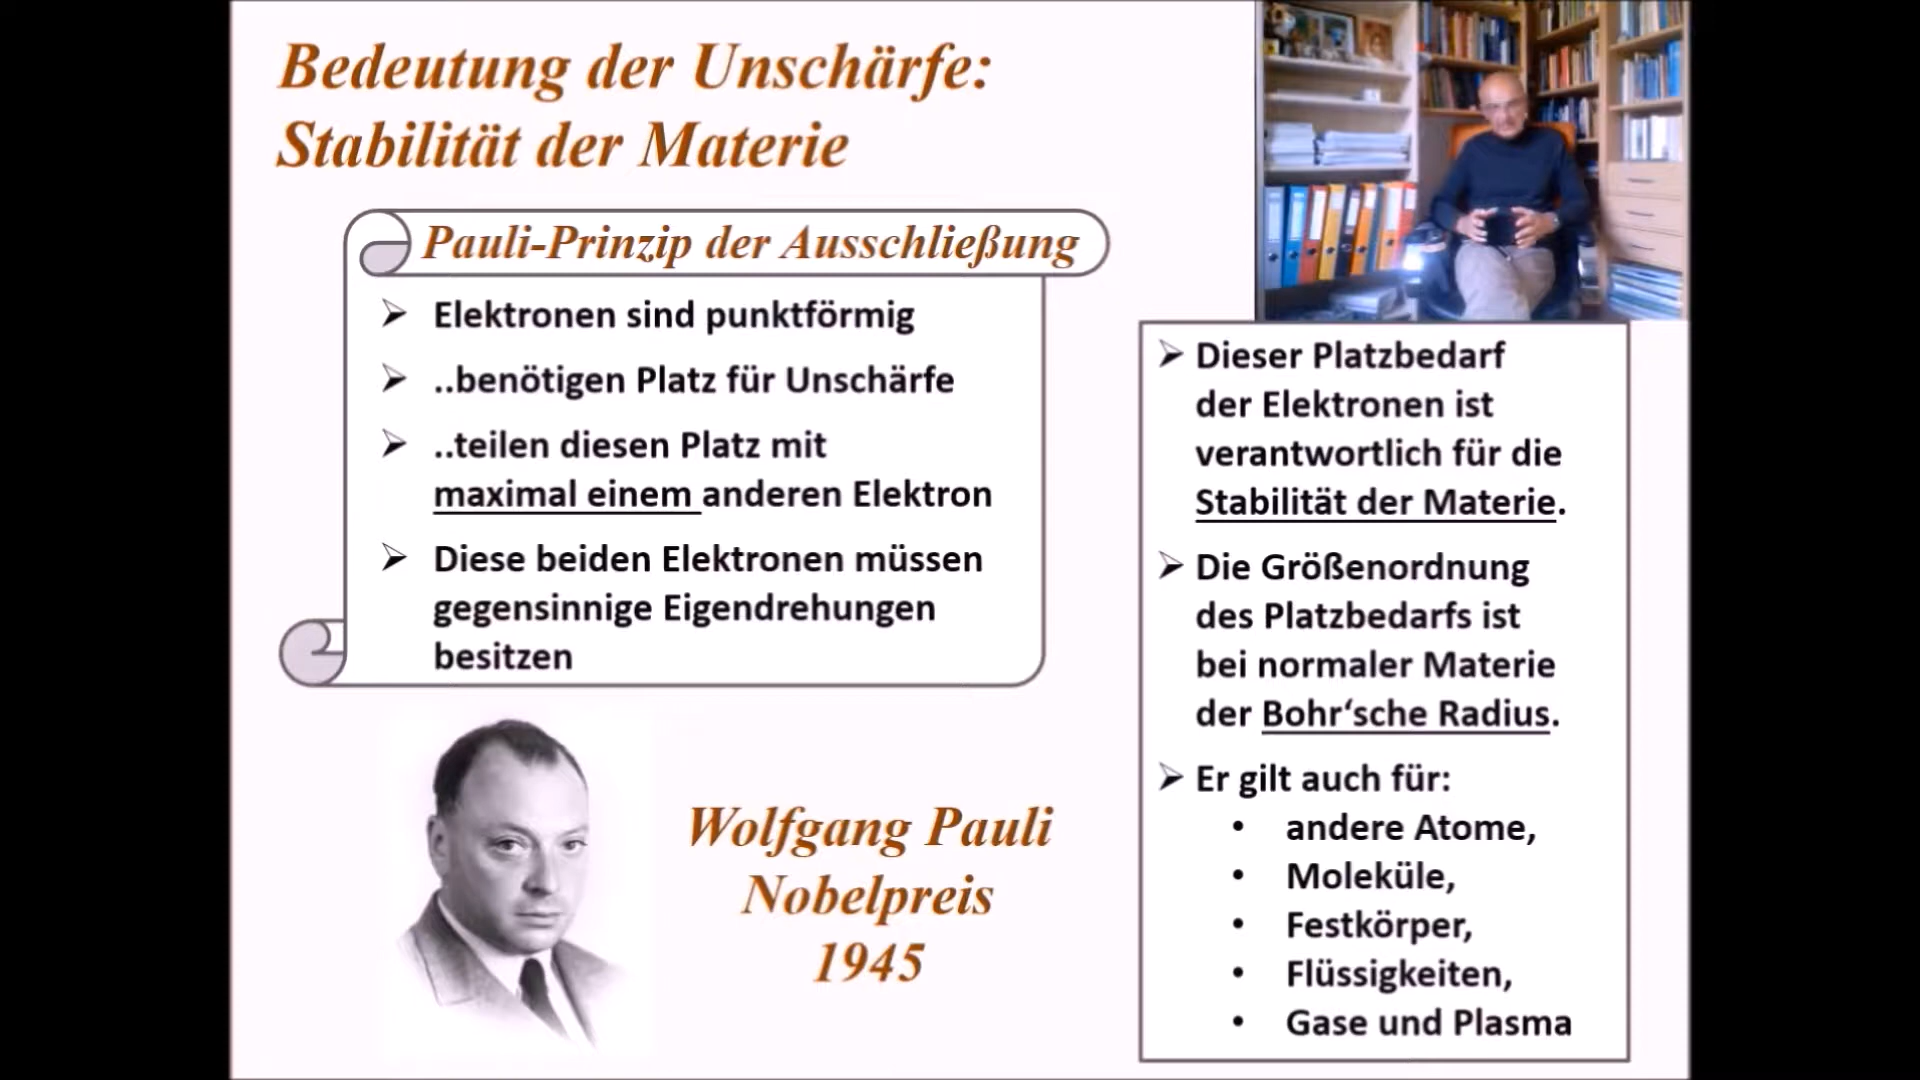 Bedeutung der Unschärfe:
Stabilität der Materie
Pauli-Prinzip der Ausschließung
Elektronen sind punktförmig
..benötigen Platz für Unschärfe
..teilen diesen Platz mit
maximal einem anderen Elektron
Diese beiden Elektronen müssen
gegensinnige Eigendrehungen
besitzen
Wolfgang Pauli
Nobelpreis
1945
Dieser Platzbedarf
der Elektronen ist
verantwortlich für die
Stabilität der Materie.
Die Größenordnung
des Platzbedarfs ist
bei normaler Materie
der Bohr‘sche Radius.
Er gilt auch für:
• andere Atome,
• Moleküle,
• Festkörper,
• Flüssigkeiten,
• Gase und Plasma